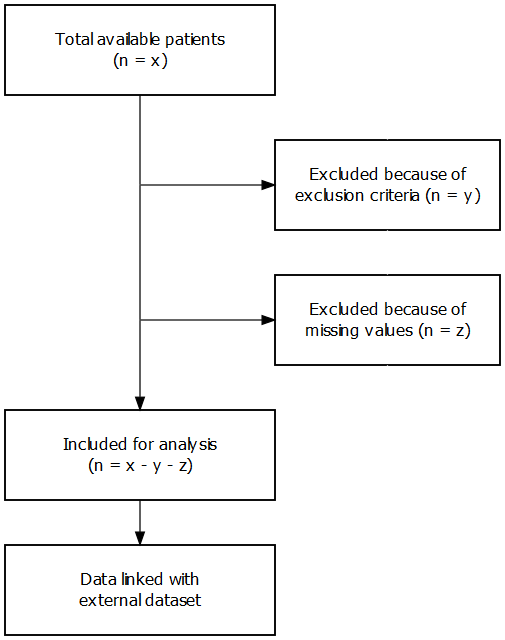 Total available patients
(n = x)
Excluded because of
exclusion criteria (n = y)
Excluded because of
missing values (n = z)
Included for analysis
(n = x - y - z)
Data linked with
external dataset